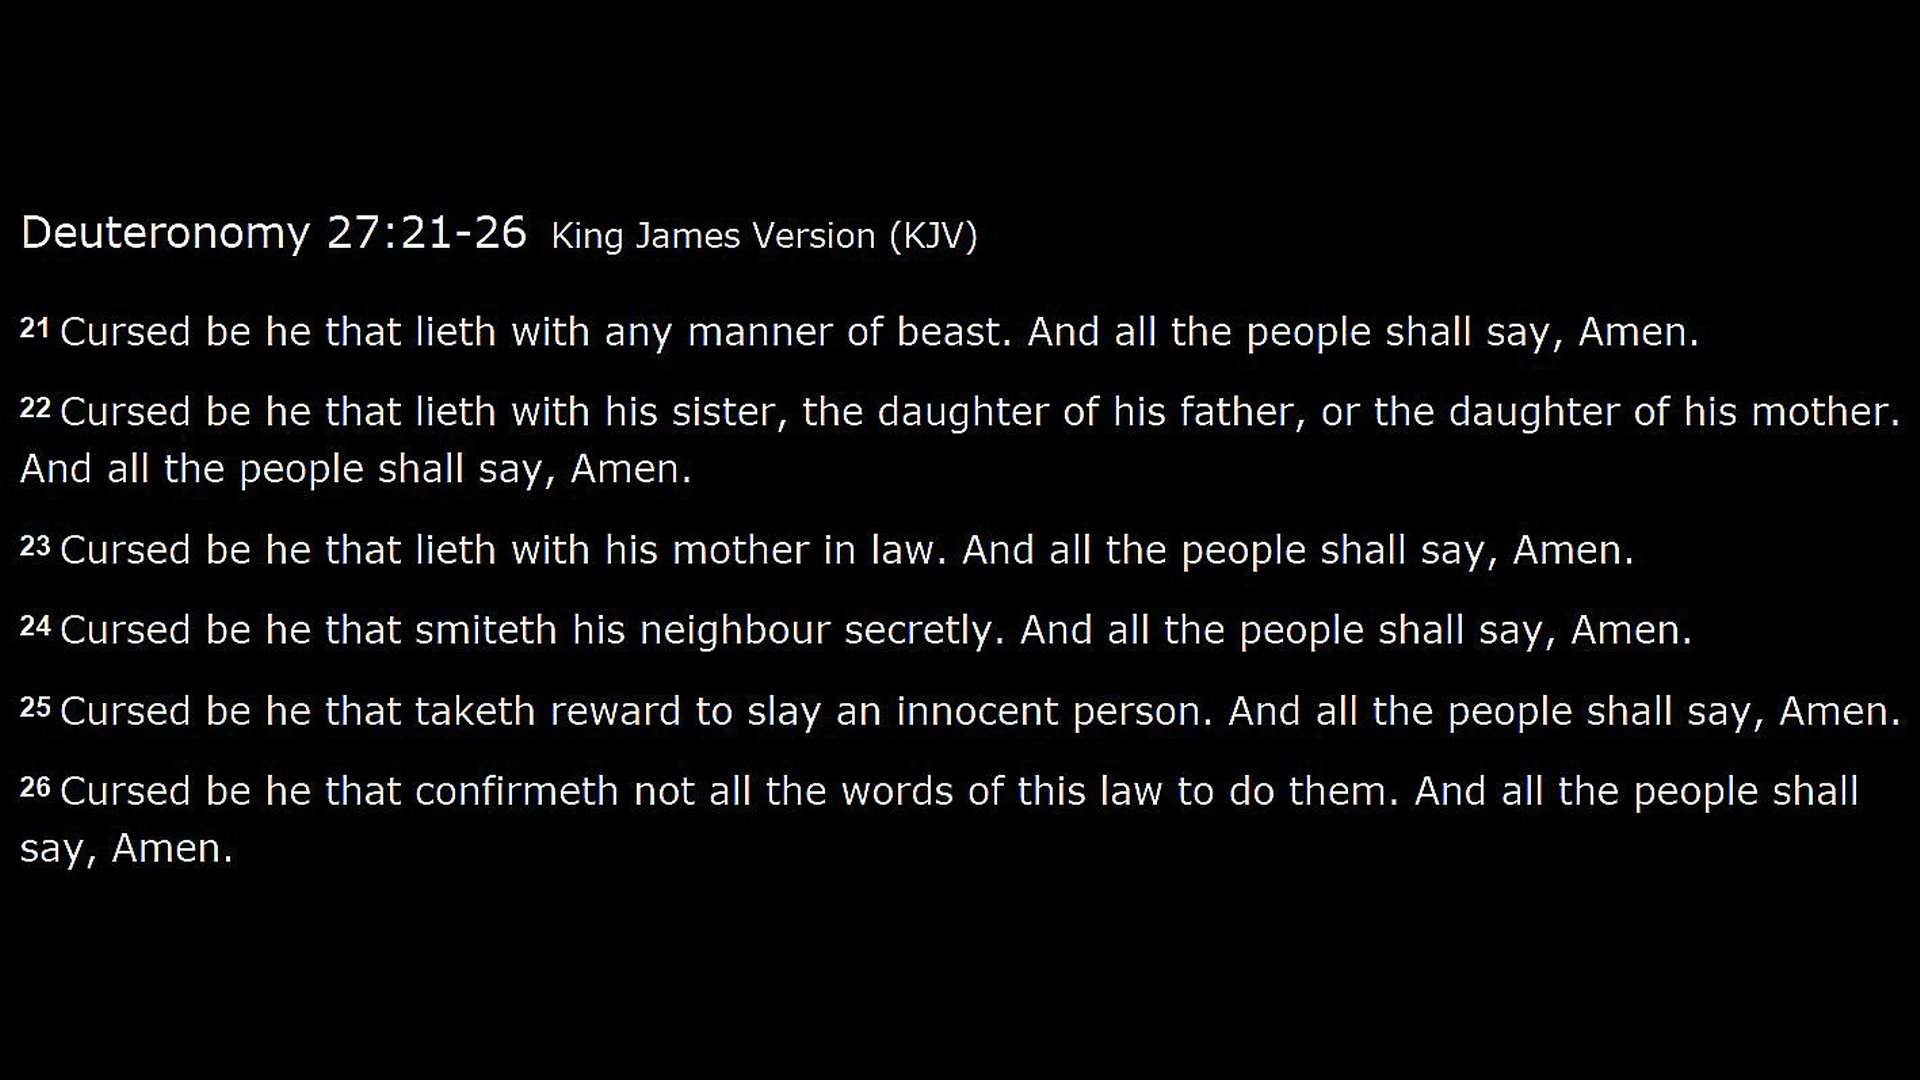 Deuteronomy 27:21-26 King James Version (KJV)
21 Cursed be he that lieth with any manner of beast. And all the people shall say, Amen.
22 Cursed be he that lieth with his sister, the daughter of his father, or the daughter of his mother.
And all the people shall say, Amen.
23 Cursed be he that lieth with his mother in law. And all the people shall say, Amen.
24 Cursed be he that smiteth his neighbour secretly. And all the people shall say, Amen.
25 Cursed be he that taketh reward to slay an innocent person. And all the people shall say, Amen.
26 Cursed be he that confirmeth not all the words of this law to do them. And all the people shall
say, Amen.